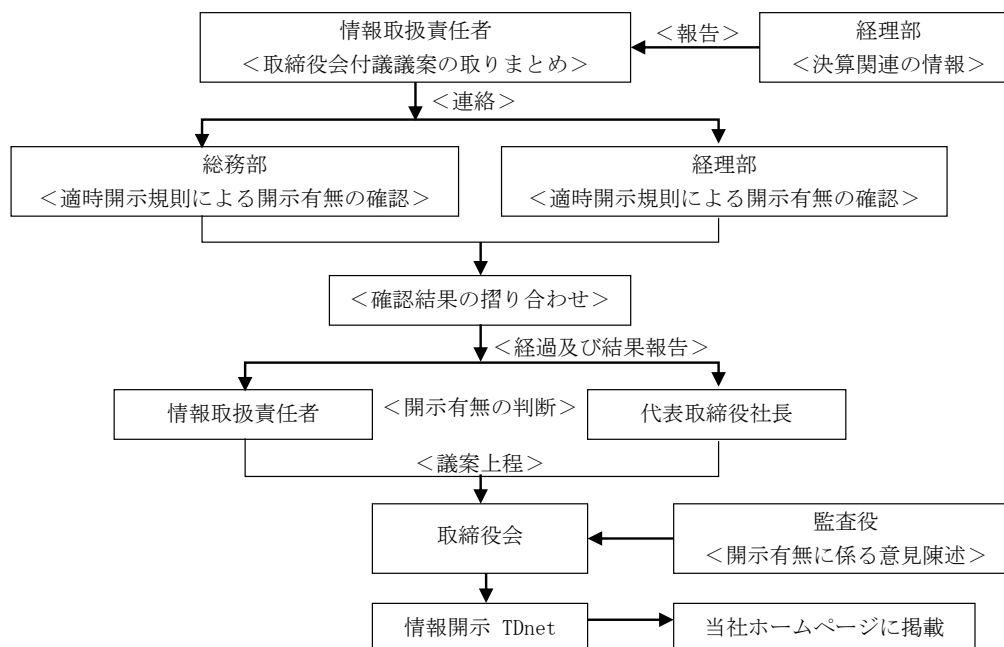 情報取扱責任者
＜取締役会付議議案の取りまとめ＞
＜報告＞
経理部
＜決算関連の情報＞
＜連絡＞
総務部
＜適時開示規則による開示有無の確認＞
経理部
＜適時開示規則による開示有無の確認＞
＜確認結果の摺り合わせ＞
＜経過及び結果報告＞
情報取扱責任者
＜開示有無の判断＞
代表取締役社長
＜議案上程＞
取締役会
監査役
＜開示有無に係る意見陳述＞
情報開示 TDnet
当社ホームページに掲載